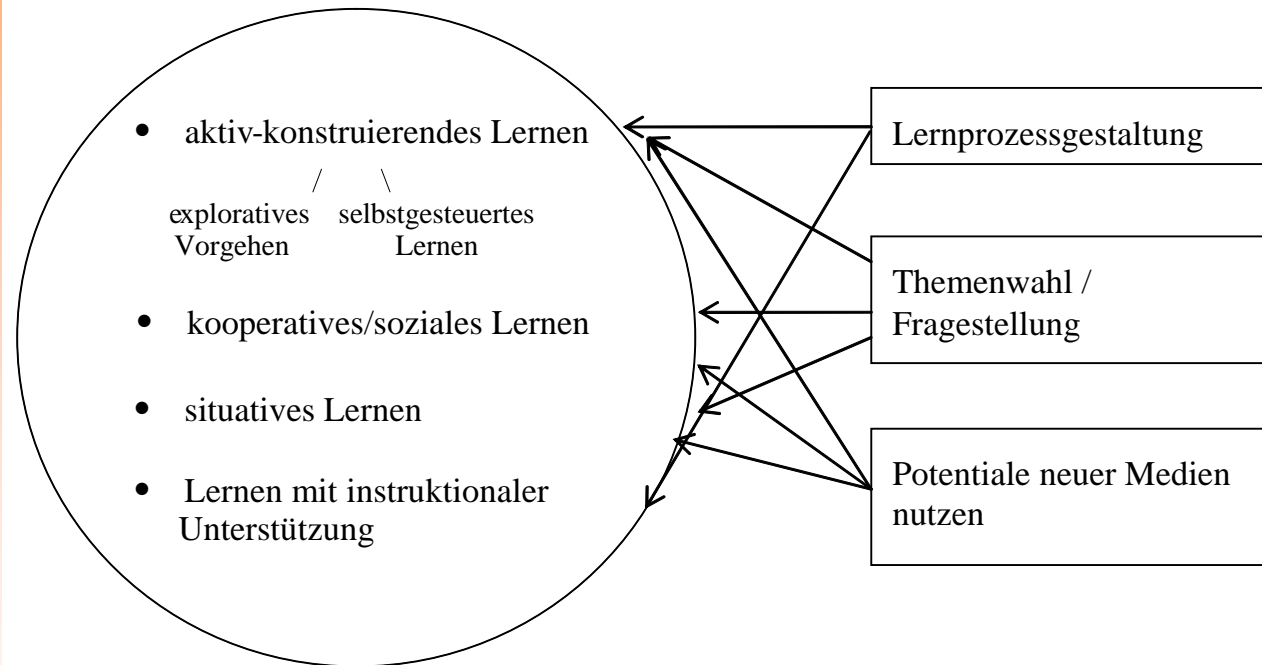 • aktiv-konstruierendes Lernen
exploratives selbstgesteuertes
Vorgehen Lernen
• kooperatives/soziales Lernen
• situatives Lernen
• Lernen mit instruktionaler
Unterstützung
Lernprozessgestaltung
Themenwahl /
Fragestellung
Potentiale neuer Medien
nutzen